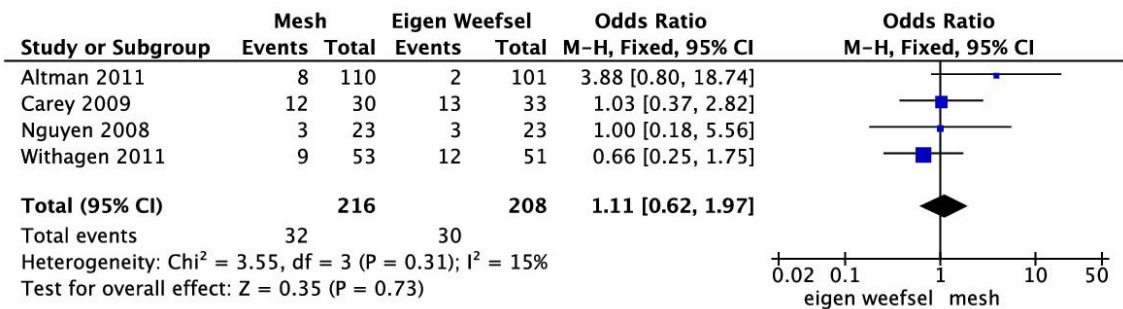 Mesh Eigen Weefsel Odds Ratio Odds Ratio
Study or Subgroup Events Total Events Total M-H, Fixed, 95% CI M-H, Fixed, 95% CI
Altman 2011 8 110 2 101 3.88 [0.80, 18.74]
Carey 2009 12 30 13 33 1.03 [0.37, 2.82]
Nguyen 2008 3 23 3 23 1.00 [0.18, 5.56]
Withagen 2011 9 53 12 51 0.66 [0.25, 1.75]
Total (95% CI) 216 208 1.11 [0.62, 1.97]
Total events 32 30
Heterogeneity: Chi² = 3.55, df = 3 (P = 0.31); I² = 15%
Test for overall effect: Z = 0.35 (P = 0.73)
0.02 0.1 1 10 50
eigen weefsel mesh